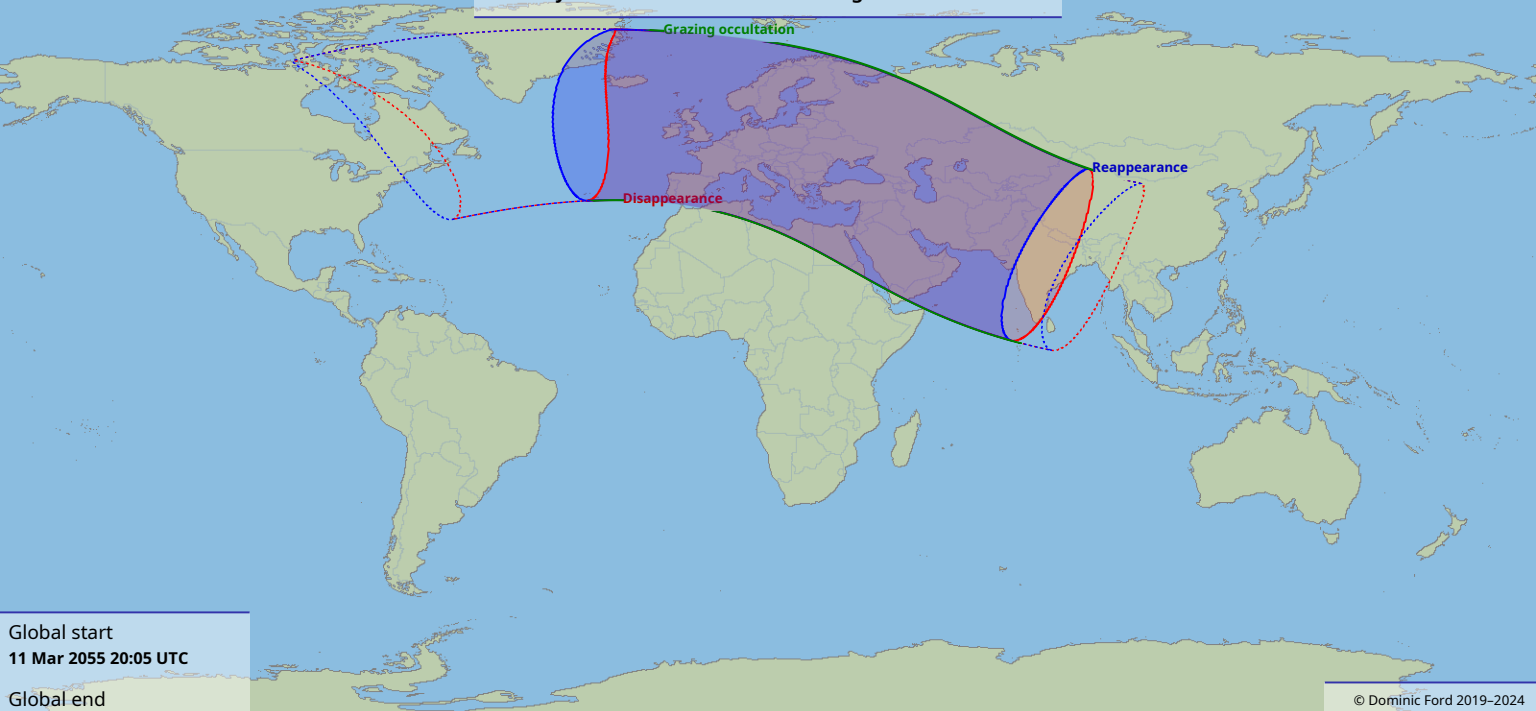 Grazing occultation
Reappearance
Disappearance
Global start
11 Mar 2055 20:05 UTC
Global end
© Dominic Ford 2019–2024